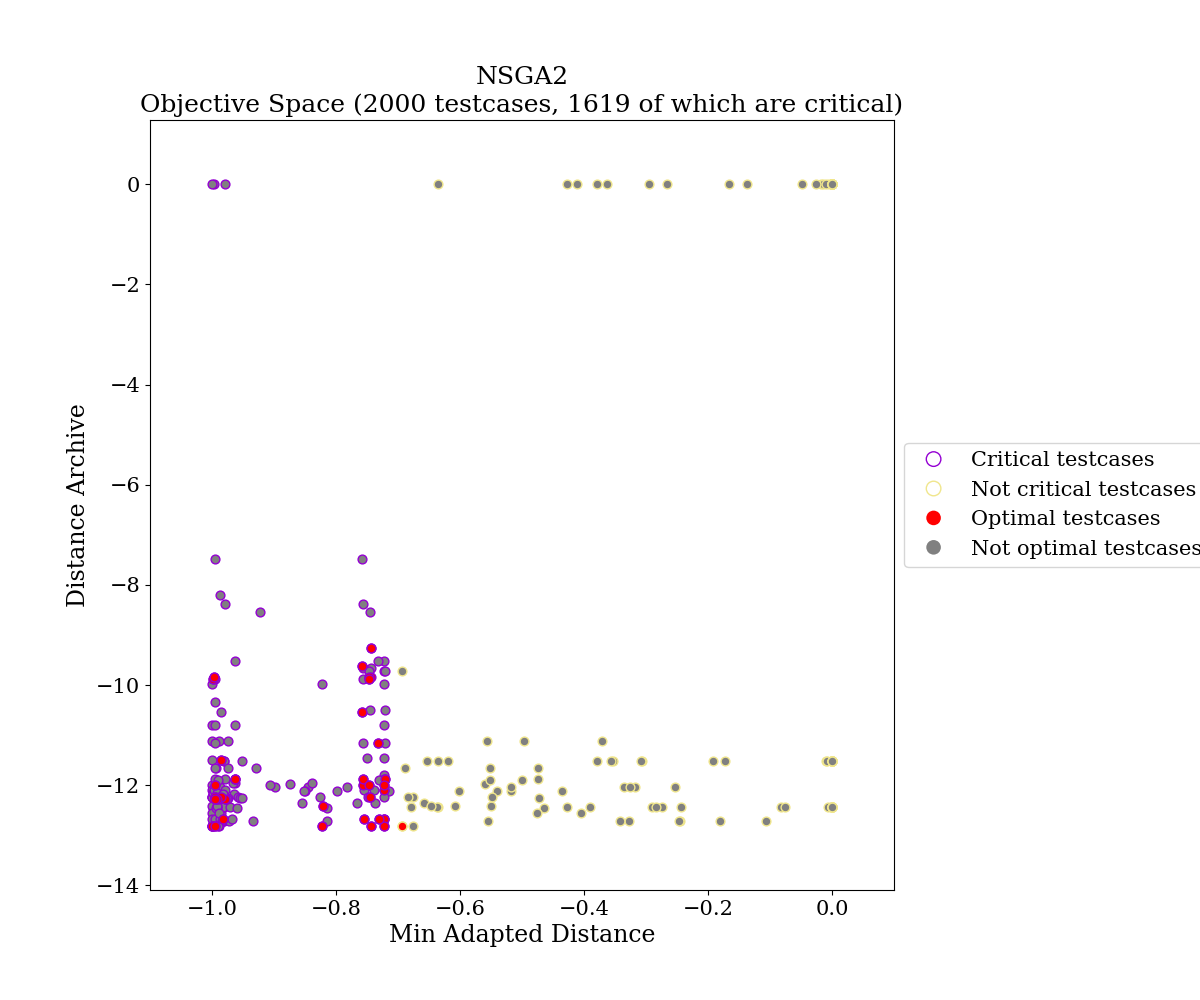 NSGA2
Objective Space (2000 testcases, 1619 of which are critical)
0
−2
−4
−6
−8
−10
−12
−14
Distance Archive
−1.0 −0.8 −0.6 −0.4 −0.2 0.0
Min Adapted Distance
Critical testcases
Not critical testcases
Optimal testcases
Not optimal testcases